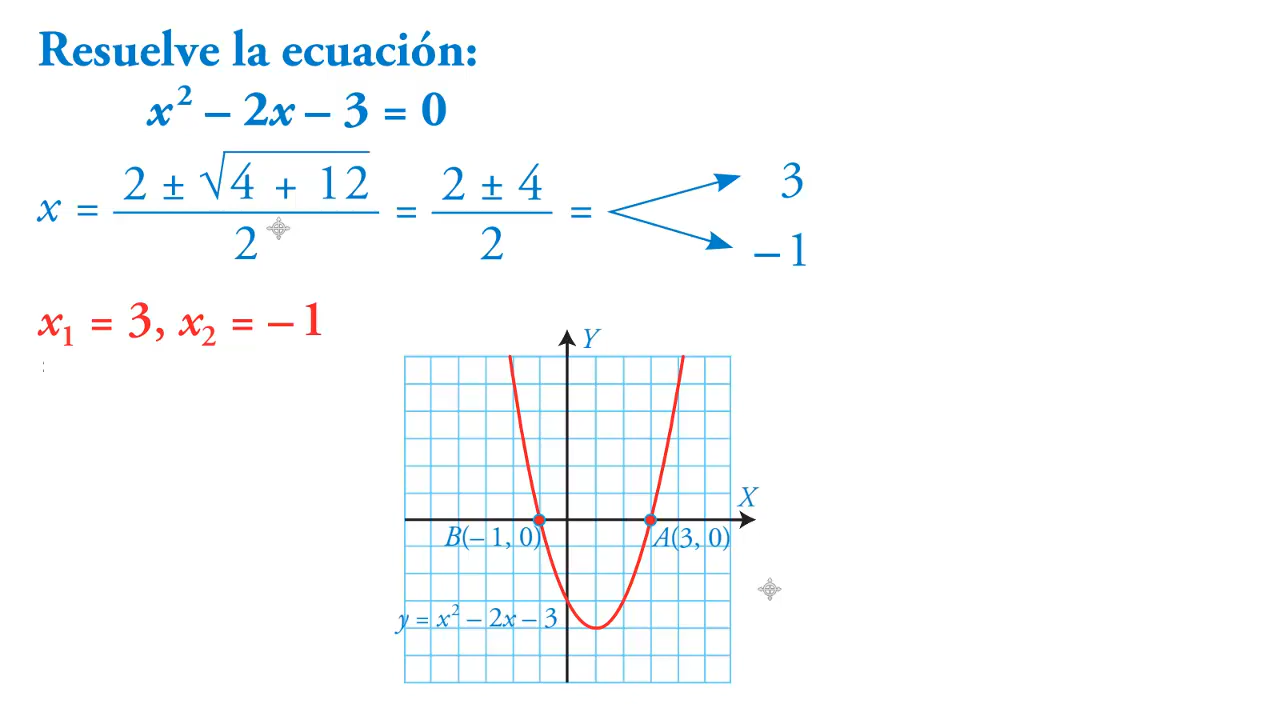 Resuelve la ecuación:
x² – 2x – 3 = 0
x = (2 ± √(4 + 12))/2 = (2 ± 4)/2 = 3
– 1
x₁ = 3, x₂ = – 1
Y
X
B(– 1, 0)
A(3, 0)
y = x² – 2x – 3